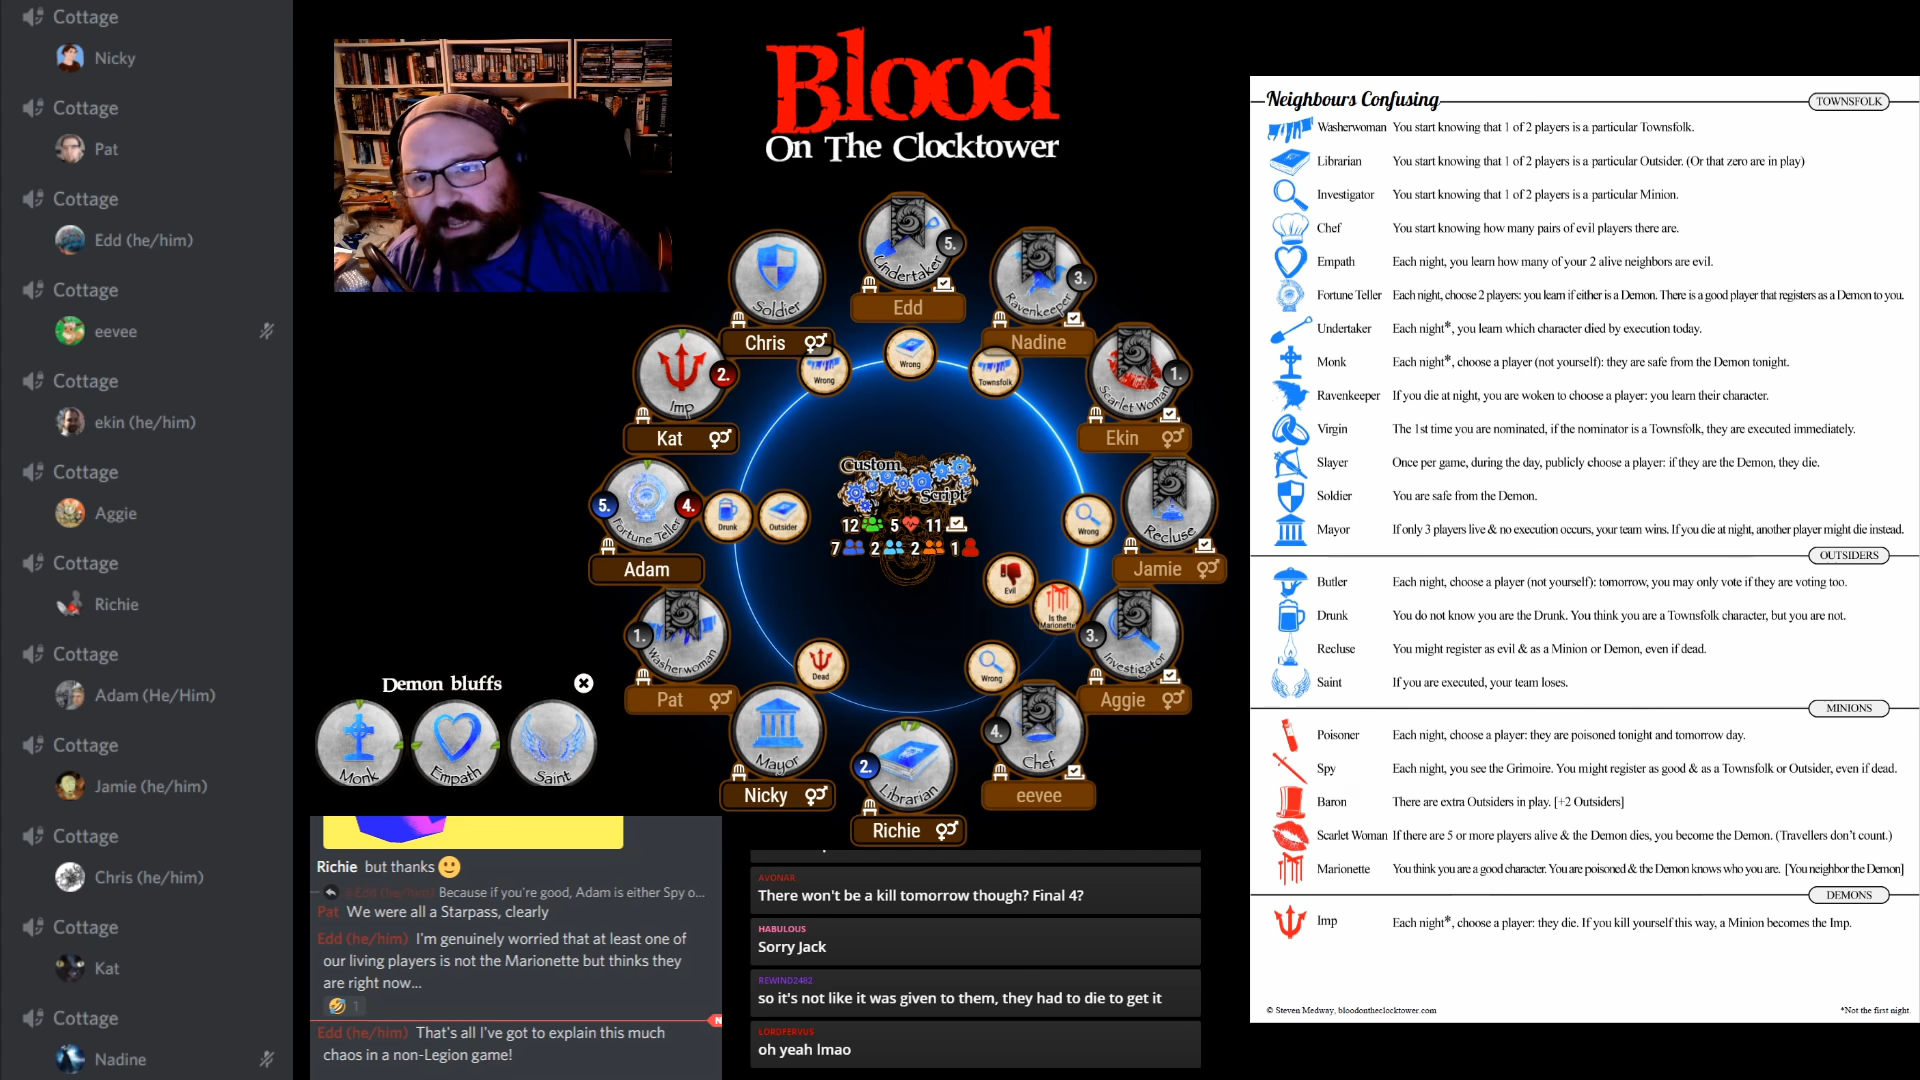 Cottage
Nicky
Cottage
Pat
Cottage
Edd (he/him)
Cottage
eevee
Cottage
ekin (he/him)
Cottage
Aggie
Cottage
Richie
Cottage
Adam (He/Him)
Cottage
Jamie (he/him)
Cottage
Chris (he/him)
Cottage
Kat
Cottage
Nadine
Blood
On The Clocktower
Undertaker
5.
Edd
Ravenkeeper
3.
Nadine
Scarlet Woman
1.
Ekin
Recluse
Jamie
Investigator
3.
Aggie
Chef
4.
eevee
Librarian
2.
Richie
Mayor
Nicky
Washerwoman
1.
Pat
Fortune Teller
5.
4.
Adam
Imp
2.
Kat
Soldier
Chris
Wrong
Wrong
Townsfolk
Wrong
Evil
Is the Marionette
Wrong
Dead
Drunk
Outsider
Custom
Script
12 5 11
7 2 2 1
Demon bluffs
Monk
Empath
Saint
Richie but thanks
Edd (he/him) Because if you're good, Adam is either Spy o...
Pat We were all a Starpass, clearly
Edd (he/him) I'm genuinely worried that at least one of
our living players is not the Marionette but thinks they
are right now...
1
Edd (he/him) That's all I've got to explain this much
chaos in a non-Legion game!
AVONAR
There won't be a kill tomorrow though? Final 4?
HABULOUS
Sorry Jack
REWIND2482
so it's not like it was given to them, they had to die to get it
LORDFERVUS
oh yeah lmao
Neighbours Confusing
TOWNSFOLK
Washerwoman You start knowing that 1 of 2 players is a particular Townsfolk.
Librarian You start knowing that 1 of 2 players is a particular Outsider. (Or that zero are in play)
Investigator You start knowing that 1 of 2 players is a particular Minion.
Chef You start knowing how many pairs of evil players there are.
Empath Each night, you learn how many of your 2 alive neighbors are evil.
Fortune Teller Each night, choose 2 players: you learn if either is a Demon. There is a good player that registers as a Demon to you.
Undertaker Each night*, you learn which character died by execution today.
Monk Each night*, choose a player (not yourself): they are safe from the Demon tonight.
Ravenkeeper If you die at night, you are woken to choose a player: you learn their character.
Virgin The 1st time you are nominated, if the nominator is a Townsfolk, they are executed immediately.
Slayer Once per game, during the day, publicly choose a player: if they are the Demon, they die.
Soldier You are safe from the Demon.
Mayor If only 3 players live & no execution occurs, your team wins. If you die at night, another player might die instead.
OUTSIDERS
Butler Each night, choose a player (not yourself): tomorrow, you may only vote if they are voting too.
Drunk You do not know you are the Drunk. You think you are a Townsfolk character, but you are not.
Recluse You might register as evil & as a Minion or Demon, even if dead.
Saint If you are executed, your team loses.
MINIONS
Poisoner Each night, choose a player: they are poisoned tonight and tomorrow day.
Spy Each night, you see the Grimoire. You might register as good & as a Townsfolk or Outsider, even if dead.
Baron There are extra Outsiders in play. [+2 Outsiders]
Scarlet Woman If there are 5 or more players alive & the Demon dies, you become the Demon. (Travellers don't count.)
Marionette You think you are a good character. You are poisoned & the Demon knows who you are. [You neighbor the Demon]
DEMONS
Imp Each night*, choose a player: they die. If you kill yourself this way, a Minion becomes the Imp.
© Steven Medway, bloodontheclocktower.com
*Not the first night.